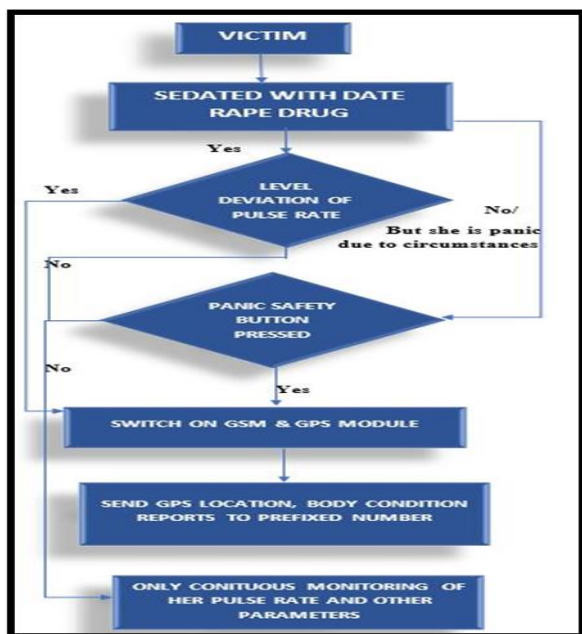 VICTIM
SEDATED WITH DATE
RAPE DRUG
Yes
Yes
LEVEL
DEVIATION OF
PULSE RATE
No/
But she is panic
due to circumstances
No
PANIC SAFETY
BUTTON
PRESSED
No
Yes
SWITCH ON GSM & GPS MODULE
SEND GPS LOCATION, BODY CONDITION
REPORTS TO PREFIXED NUMBER
ONLY CONITUOUS MONITORING OF
HER PULSE RATE AND OTHER
PARAMETERS